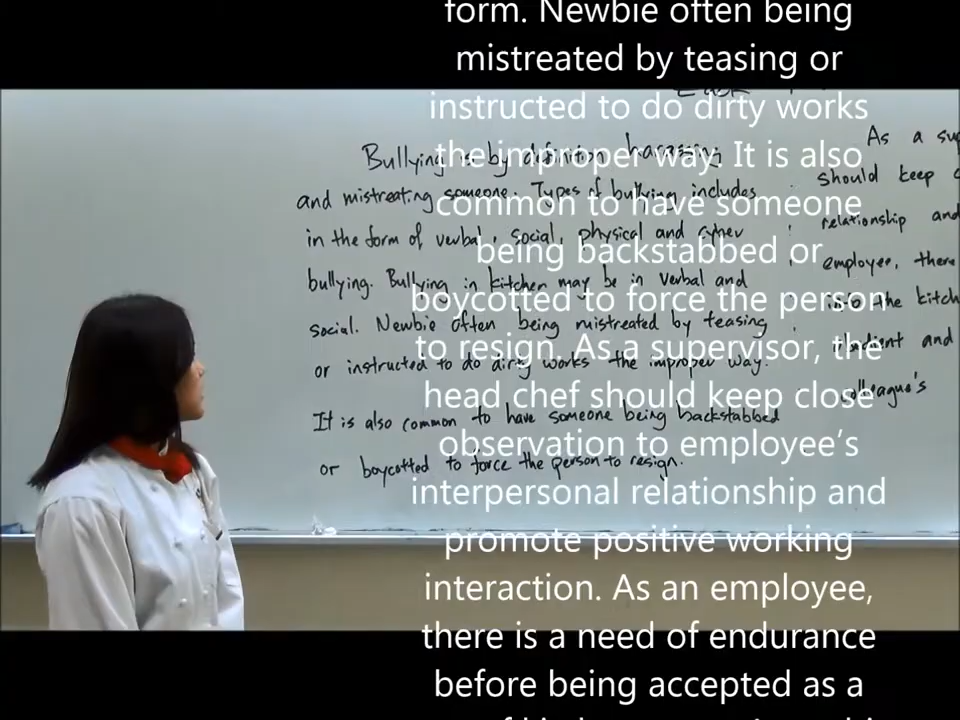 form. Newbie often being
mistreated by teasing or
instructed to do dirty works
the improper way. It is also
common to have someone
being backstabbed or
boycotted to force the person
to resign. As a supervisor, the
head chef should keep close
observation to employee's
interpersonal relationship and
promote positive working
interaction. As an employee,
there is a need of endurance
before being accepted as a
Bullying is by definition harassing
and mistreating someone. Types of bullying includes
in the form of verbal, social, physical and cyber
bullying. Bullying in kitchen may be in verbal and
social. Newbie often being mistreated by teasing
or instructed to do dirty works the improper way.
It is also common to have someone being backstabbed
or boycotted to force the person to resign.
As a
should keep
relationship and
employee, there
into the kitch
and
colleague's